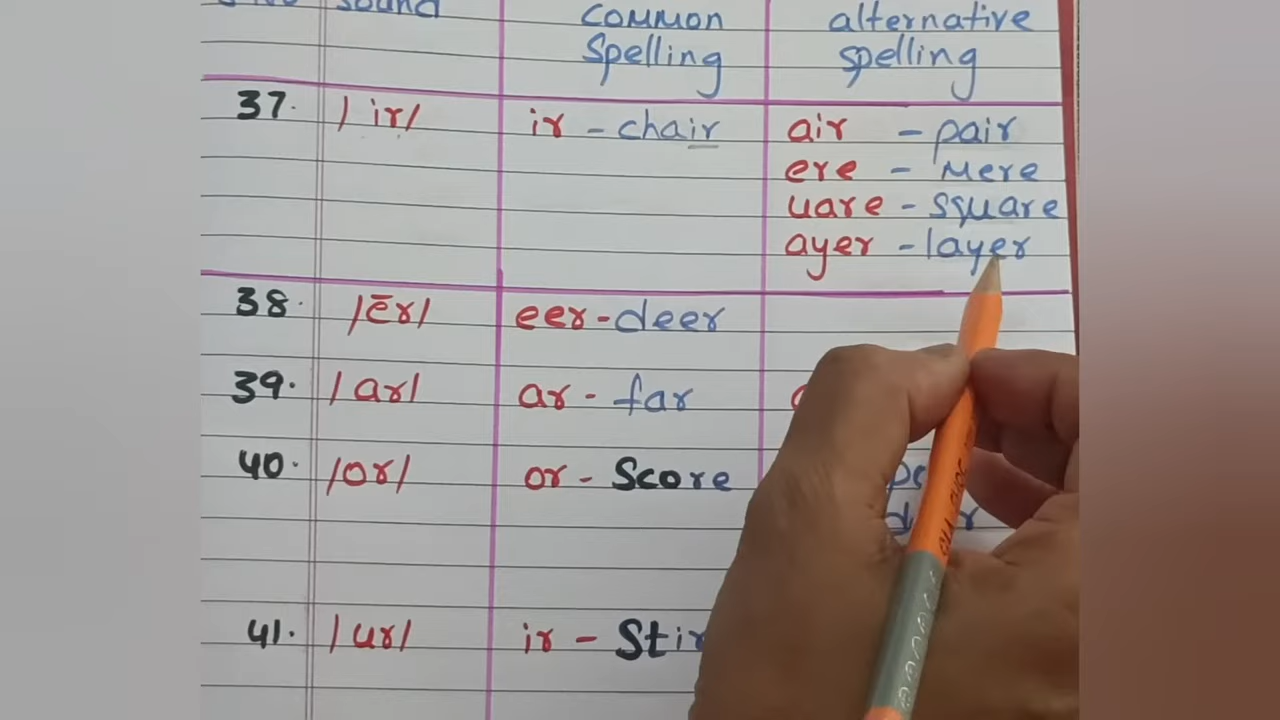 sound common alternative
spelling spelling
37. /ir/ ir - chair air - pair
ere - mere
uare - square
ayer - layer
38. /ēr/ eer - deer
39. /ar/ ar - far
40. /or/ or - Score
41. /ur/ ir - Stir